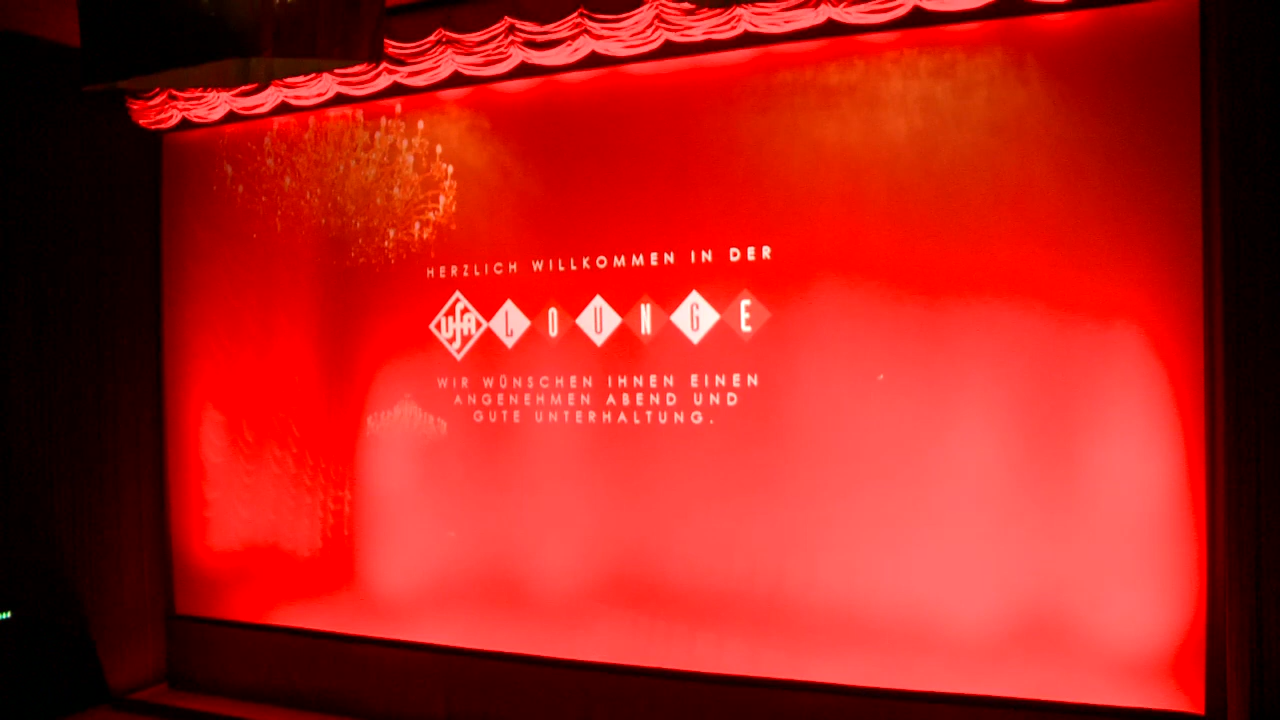 HERZLICH WILLKOMMEN IN DER
UFA LOUNGE
WIR WÜNSCHEN IHNEN EINEN
ANGENEHMEN ABEND UND
GUTE UNTERHALTUNG.